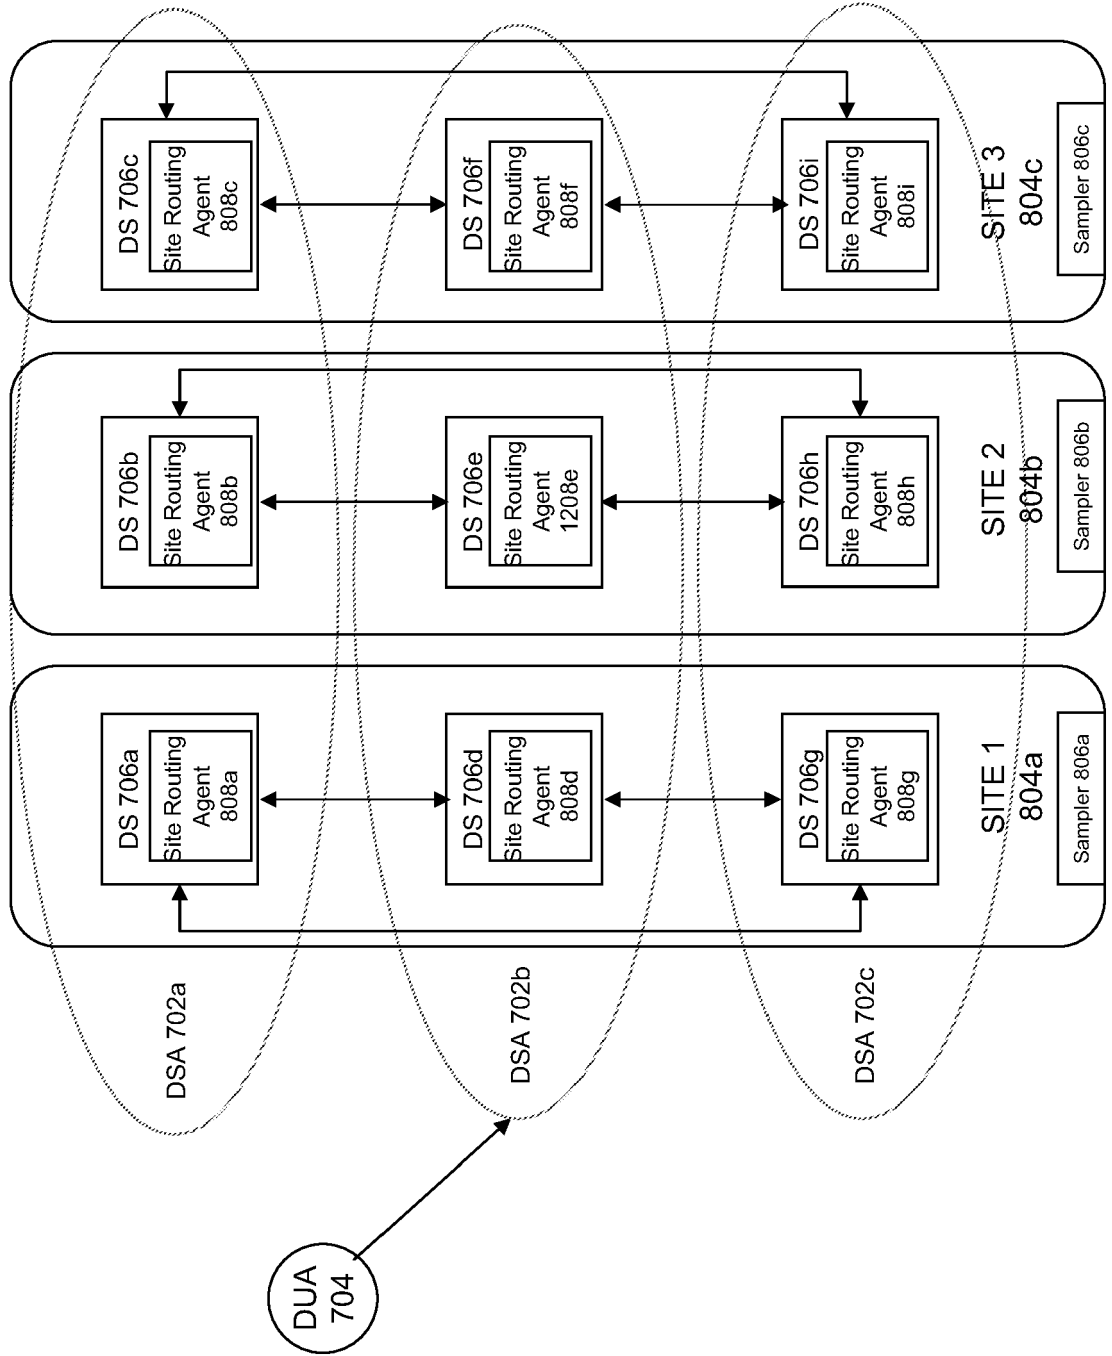 DUA
704
DSA 702a
DSA 702b
DSA 702c
DS 706a
Site Routing
Agent
808a
DS 706d
Site Routing
Agent
808d
DS 706g
Site Routing
Agent
808g
SITE 1
804a
Sampler 806a
DS 706b
Site Routing
Agent
808b
DS 706e
Site Routing
Agent
1208e
DS 706h
Site Routing
Agent
808h
SITE 2
804b
Sampler 806b
DS 706c
Site Routing
Agent
808c
DS 706f
Site Routing
Agent
808f
DS 706i
Site Routing
Agent
808i
SITE 3
804c
Sampler 806c